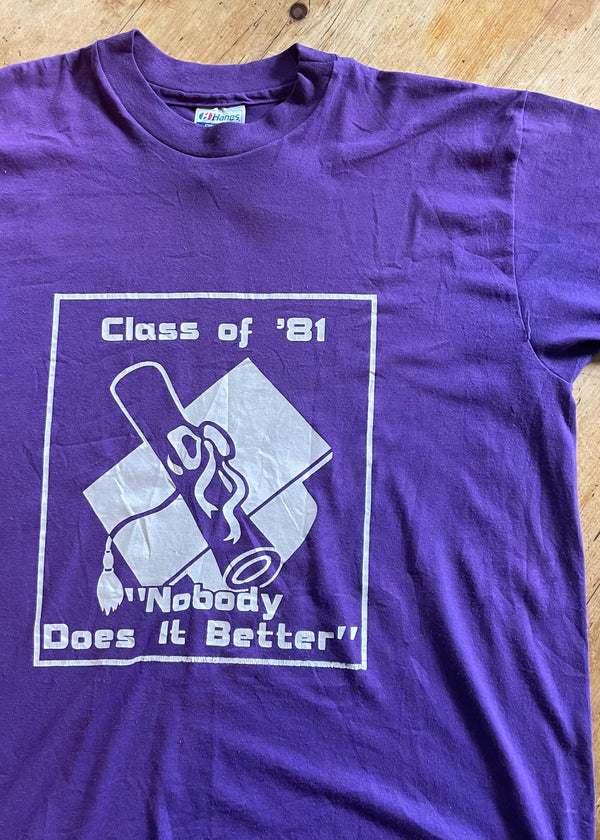 Hanes
Class of '81
"Nobody
Does It Better"